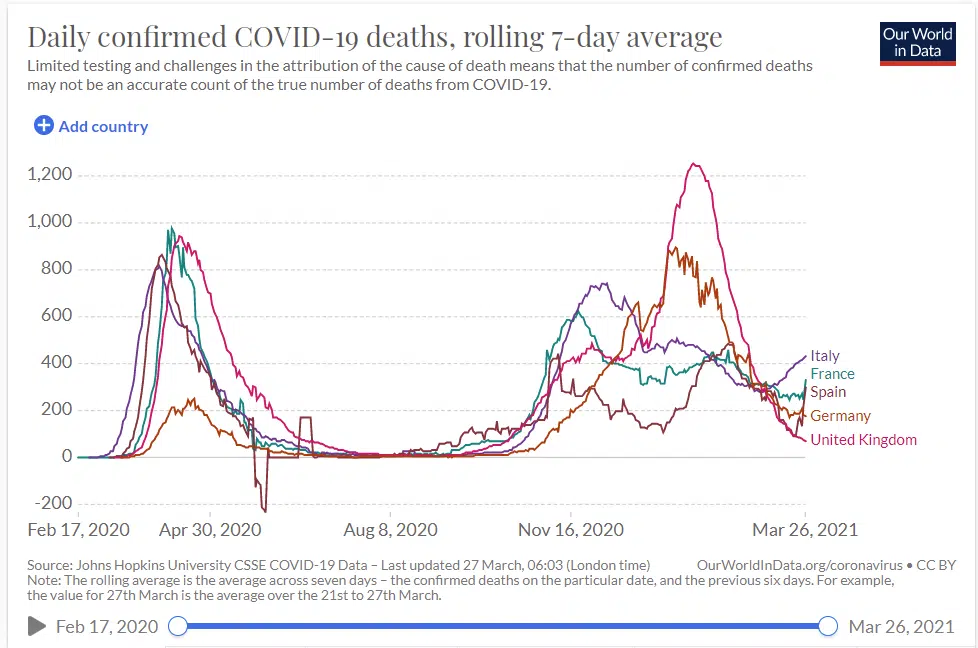 Daily confirmed COVID-19 deaths, rolling 7-day average
Our World
in Data
Limited testing and challenges in the attribution of the cause of death means that the number of confirmed deaths
may not be an accurate count of the true number of deaths from COVID-19.
Add country
1,200
1,000
800
600
400
200
0
-200
Italy
France
Spain
Germany
United Kingdom
Feb 17, 2020
Apr 30, 2020
Aug 8, 2020
Nov 16, 2020
Mar 26, 2021
Source: Johns Hopkins University CSSE COVID-19 Data – Last updated 27 March, 06:03 (London time)
OurWorldInData.org/coronavirus • CC BY
Note: The rolling average is the average across seven days – the confirmed deaths on the particular date, and the previous six days. For example,
the value for 27th March is the average over the 21st to 27th March.
Feb 17, 2020
Mar 26, 2021